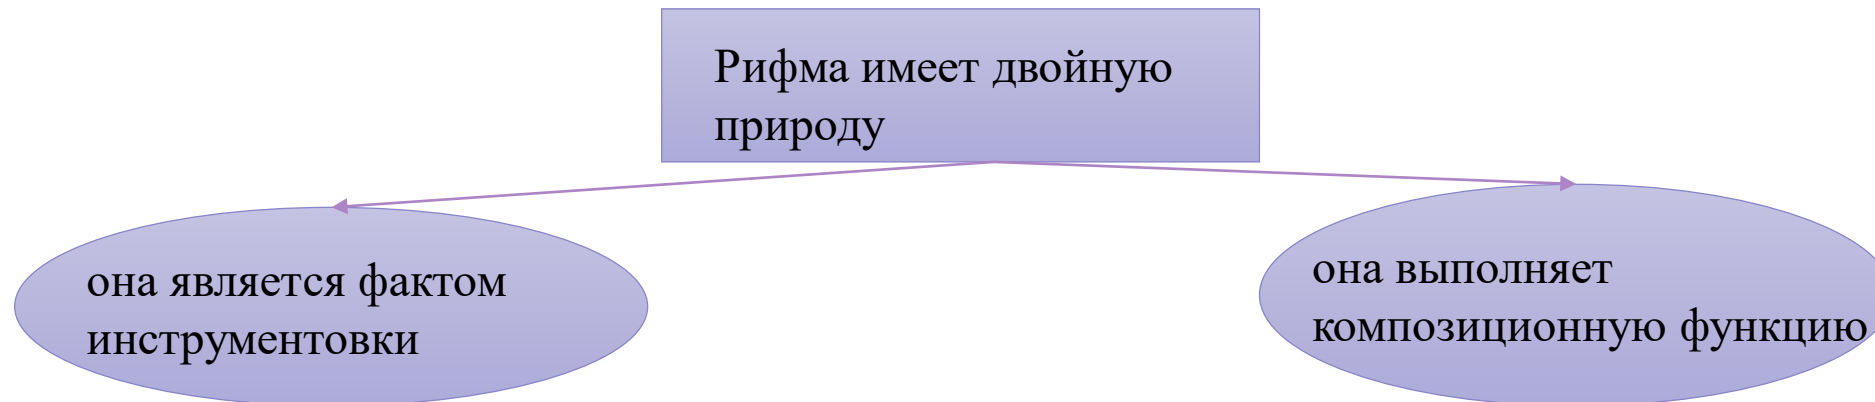 Рифма имеет двойную
природу
она является фактом
инструментовки
она выполняет
композиционную функцию